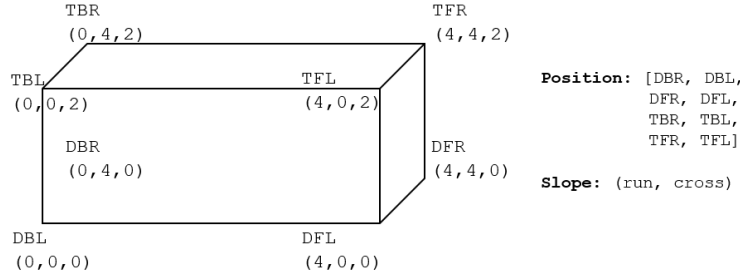 TBR
(0,4,2)
TFR
(4,4,2)
TBL
(0,0,2)
TFL
(4,0,2)
DBR
(0,4,0)
DFR
(4,4,0)
DBL
(0,0,0)
DFL
(4,0,0)
Position: [DBR, DBL,
DFR, DFL,
TBR, TBL,
TFR, TFL]
Slope: (run, cross)